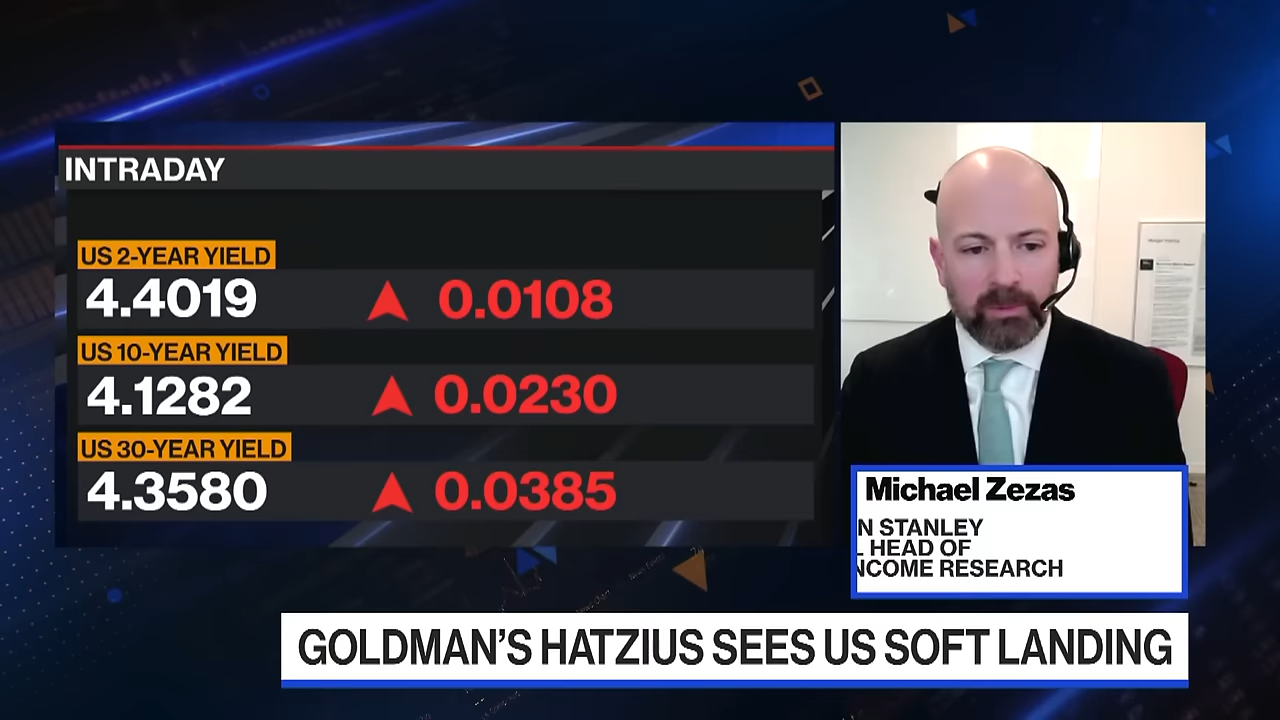 INTRADAY
US 2-YEAR YIELD
4.4019 0.0108
US 10-YEAR YIELD
4.1282 0.0230
US 30-YEAR YIELD
4.3580 0.0385
Michael Zezas
N STANLEY
HEAD OF
NCOME RESEARCH
GOLDMAN'S HATZIUS SEES US SOFT LANDING